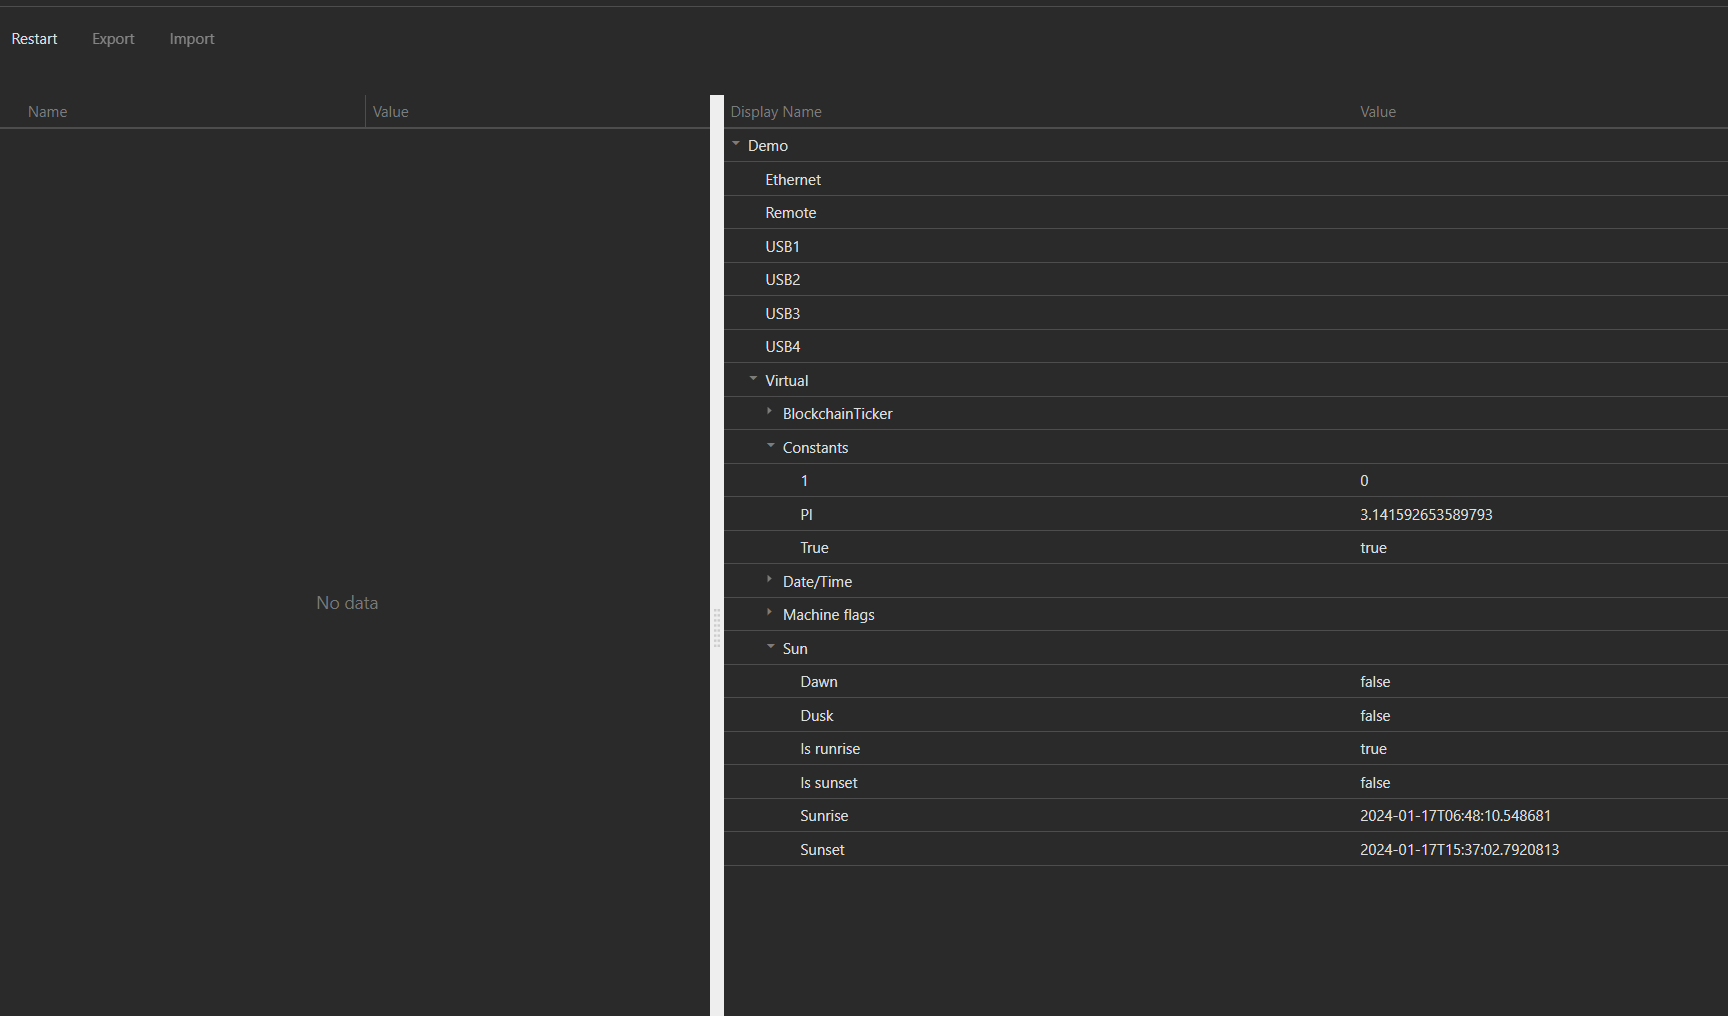 Restart Export Import
Name Value
No data
Display Name Value
Demo
Ethernet
Remote
USB1
USB2
USB3
USB4
Virtual
BlockchainTicker
Constants
1 0
PI 3.141592653589793
True true
Date/Time
Machine flags
Sun
Dawn false
Dusk false
Is runrise true
Is sunset false
Sunrise 2024-01-17T06:48:10.548681
Sunset 2024-01-17T15:37:02.7920813